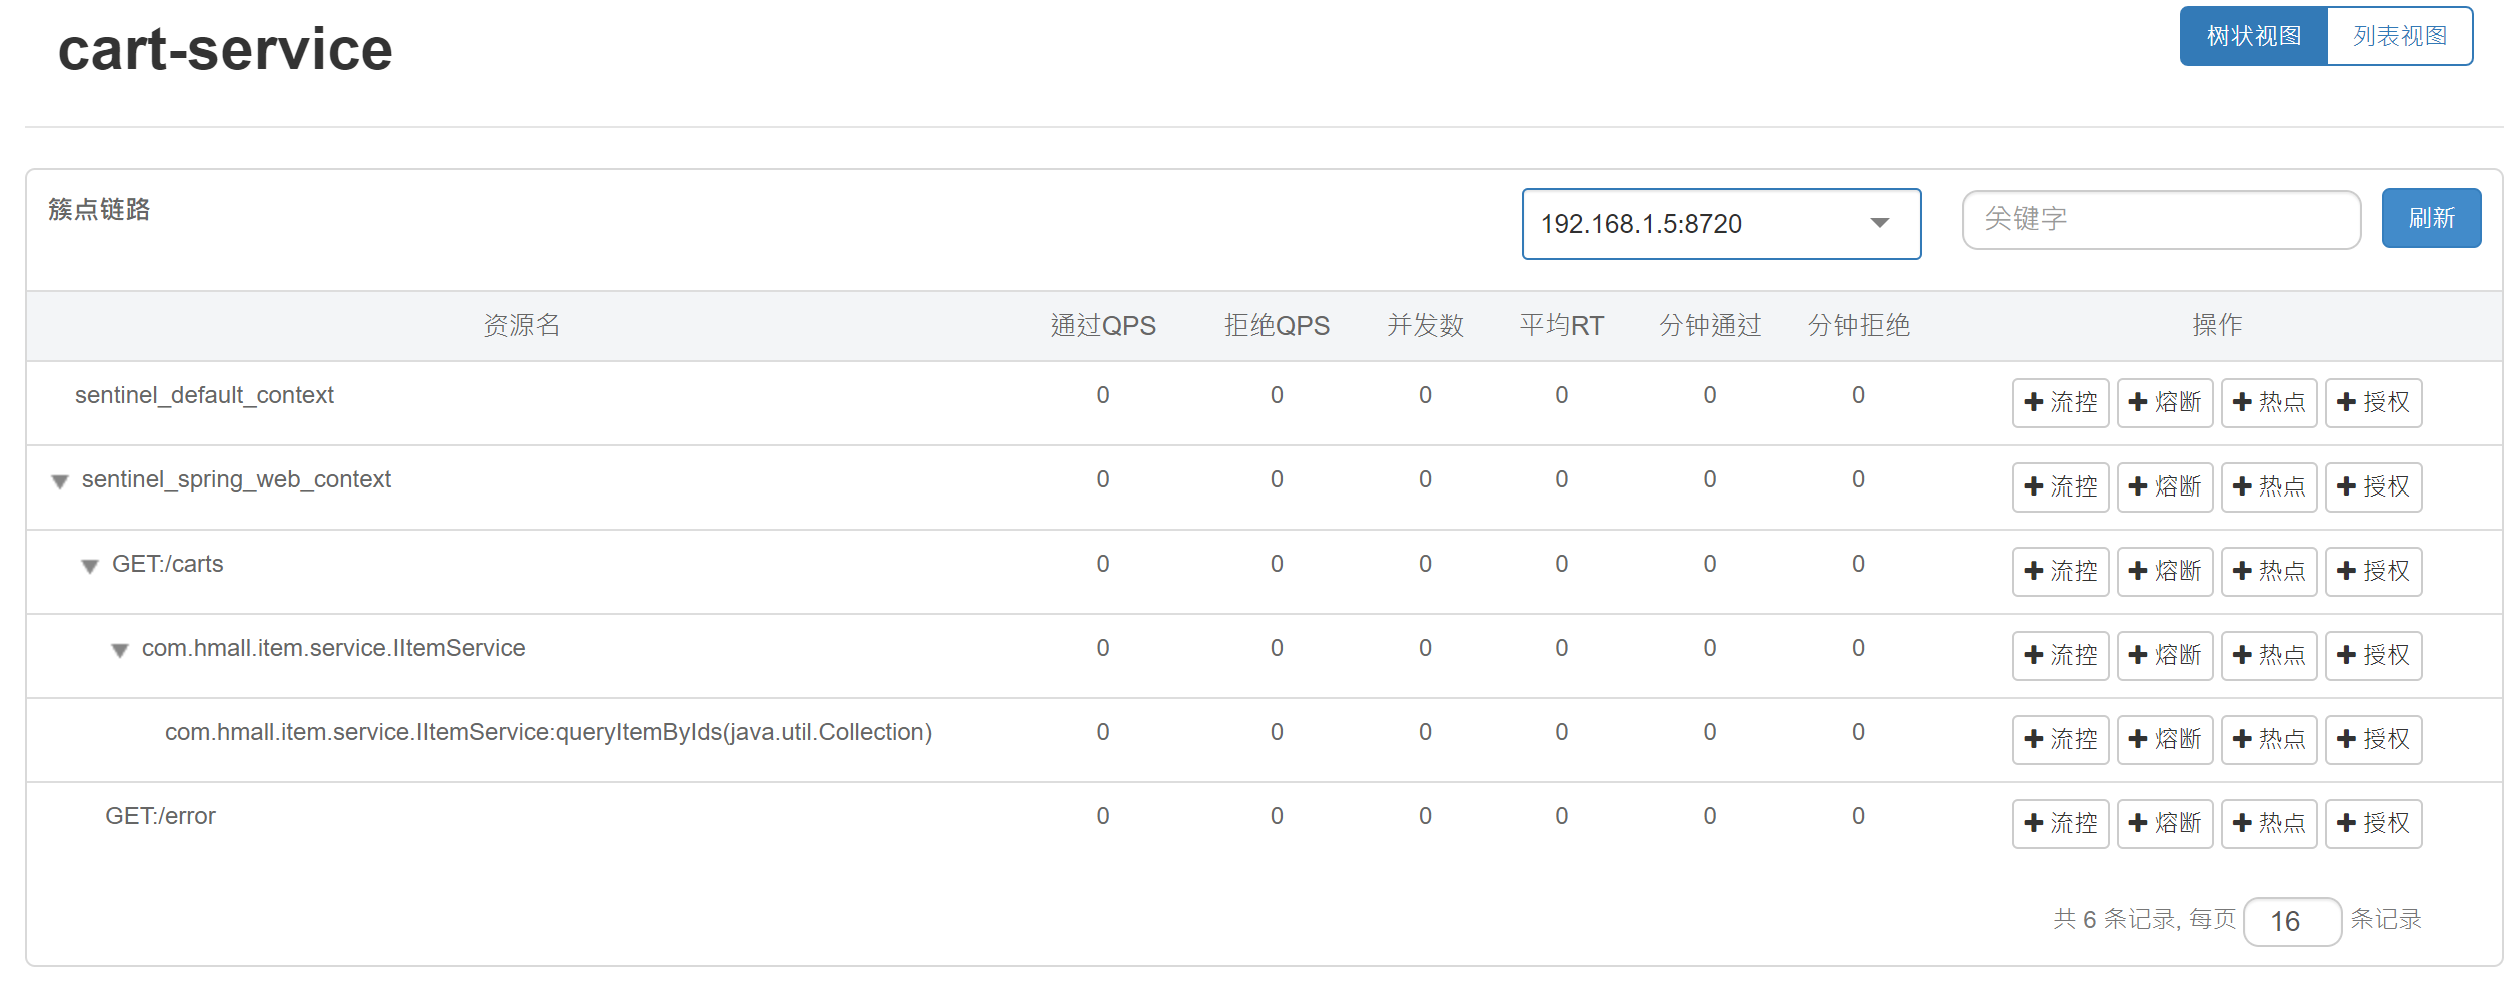 cart-service
树状视图 列表视图
簇点链路 192.168.1.5:8720 关键字 刷新
资源名 通过QPS 拒绝QPS 并发数 平均RT 分钟通过 分钟拒绝 操作
sentinel_default_context 0 0 0 0 0 0 流控 熔断 热点 授权
sentinel_spring_web_context 0 0 0 0 0 0 流控 熔断 热点 授权
GET:/carts 0 0 0 0 0 0 流控 熔断 热点 授权
com.hmall.item.service.IItemService 0 0 0 0 0 0 流控 熔断 热点 授权
com.hmall.item.service.IItemService:queryItemByIds(java.util.Collection) 0 0 0 0 0 0 流控 熔断 热点 授权
GET:/error 0 0 0 0 0 0 流控 熔断 热点 授权
共 6 条记录, 每页 16 条记录